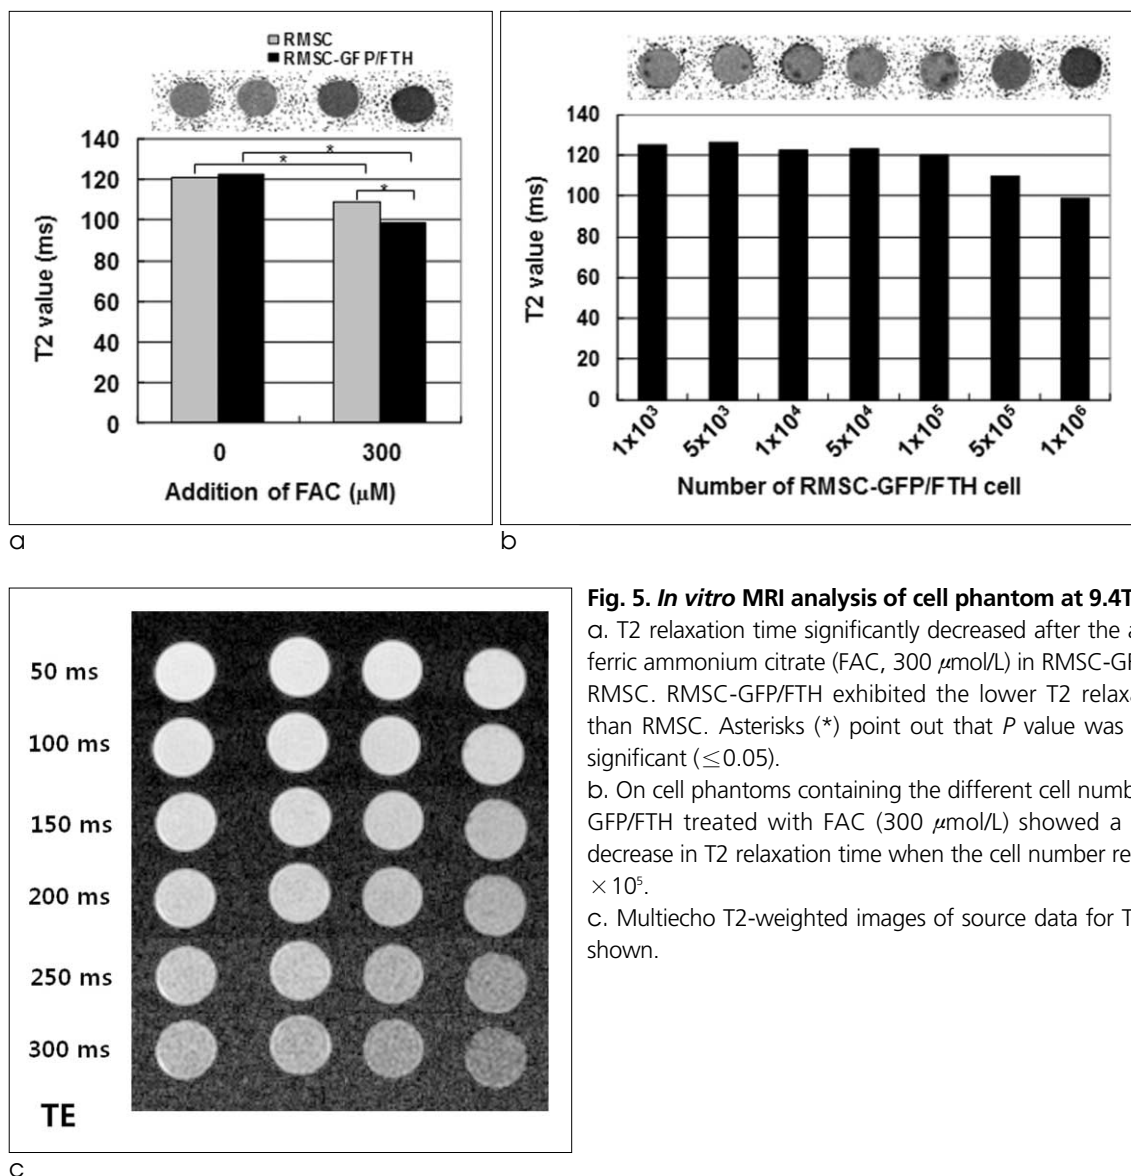 RMSC
RMSC-GFP/FTH
140
120
100
80
60
40
20
0
T2 value (ms)
*
*
*
0 300
Addition of FAC (μM)
a
140
120
100
80
60
40
20
0
T2 value (ms)
1x10³ 5x10³ 1x10⁴ 5x10⁴ 1x10⁵ 5x10⁵ 1x10⁶
Number of RMSC-GFP/FTH cell
b
50 ms
100 ms
150 ms
200 ms
250 ms
300 ms
TE
c
Fig. 5. In vitro MRI analysis of cell phantom at 9.4T
a. T2 relaxation time significantly decreased after the
ferric ammonium citrate (FAC, 300 μmol/L) in
RMSC. RMSC-GFP/FTH exhibited the lower T2
than RMSC. Asterisks (*) point out that P value was
significant (≤0.05).
b. On cell phantoms containing the different cell
GFP/FTH treated with FAC (300 μmol/L) showed a
decrease in T2 relaxation time when the cell number
×10⁵.
c. Multiecho T2-weighted images of source data for
shown.